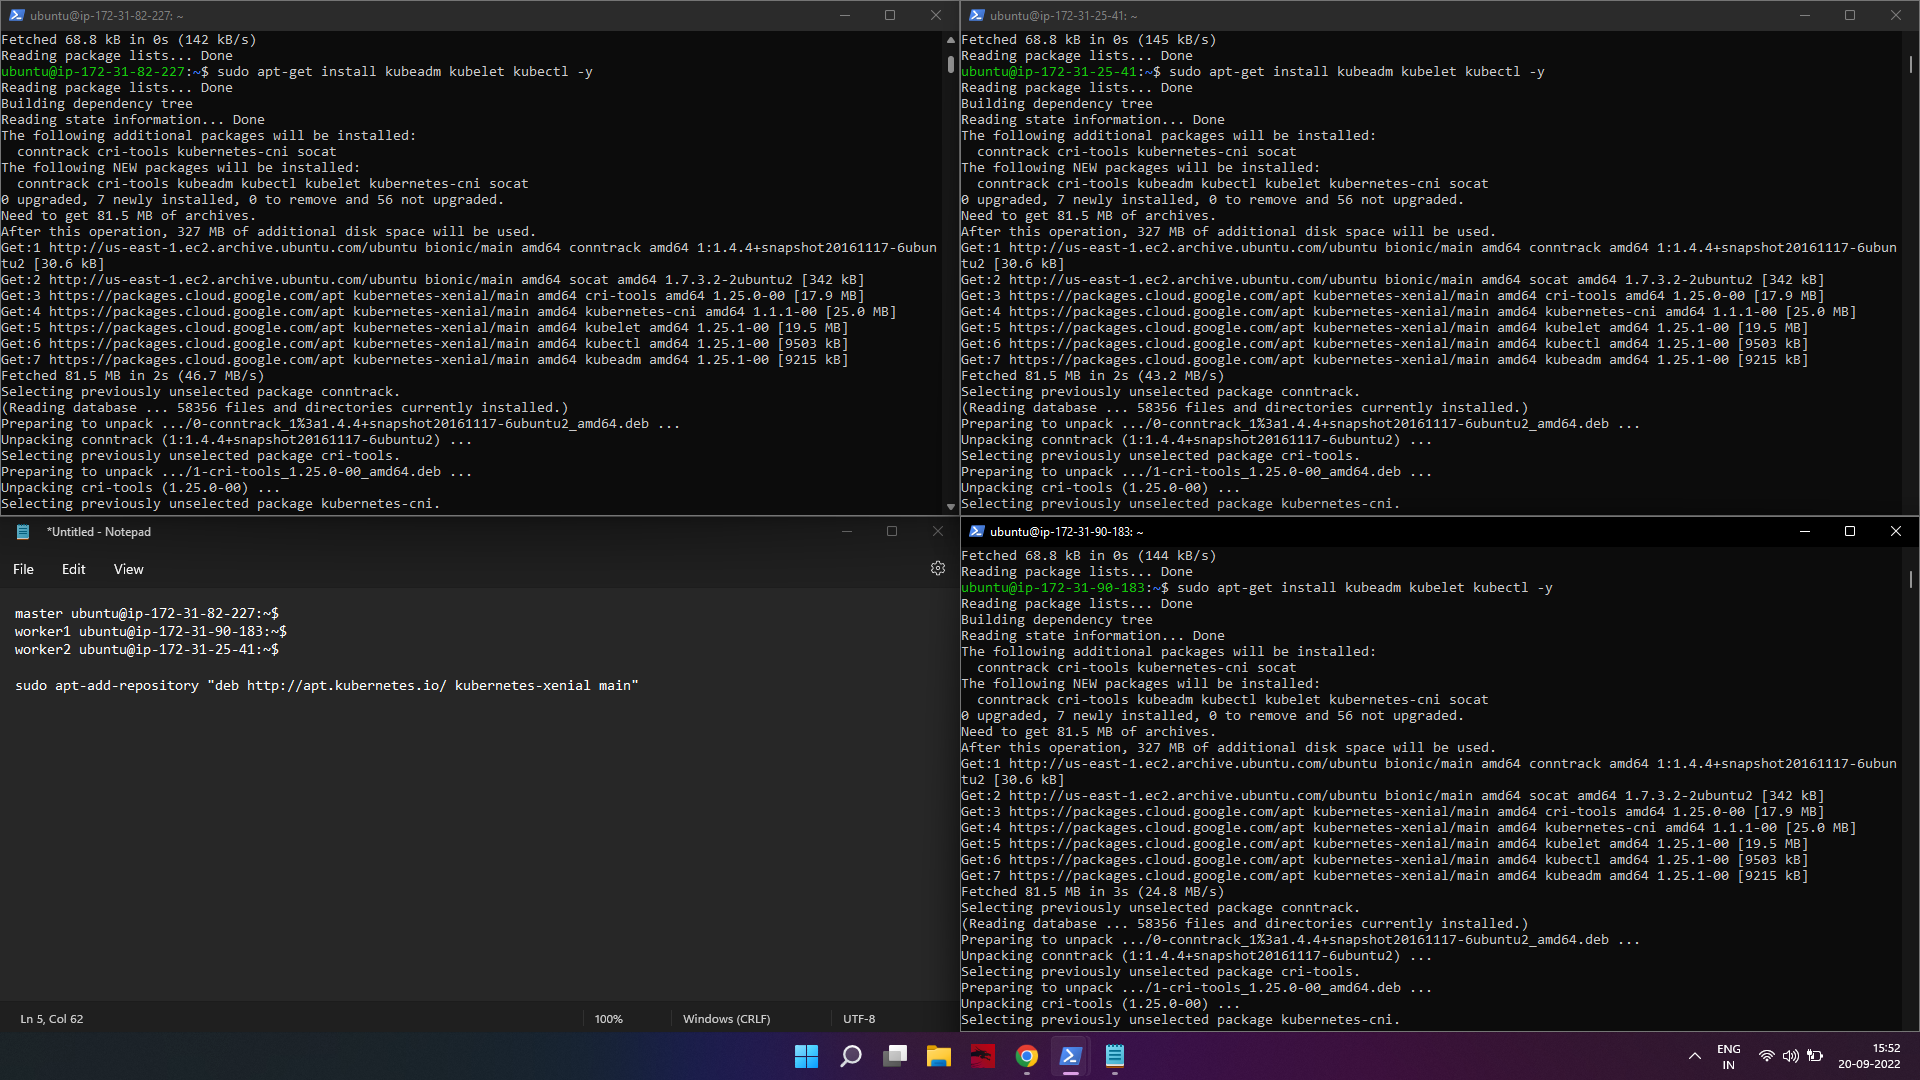 ubuntu@ip-172-31-82-227: ~
Fetched 68.8 kB in 0s (142 kB/s)
Reading package lists... Done
ubuntu@ip-172-31-82-227:~$ sudo apt-get install kubeadm kubelet kubectl -y
Reading package lists... Done
Building dependency tree
Reading state information... Done
The following additional packages will be installed:
  conntrack cri-tools kubernetes-cni socat
The following NEW packages will be installed:
  conntrack cri-tools kubeadm kubectl kubelet kubernetes-cni socat
0 upgraded, 7 newly installed, 0 to remove and 56 not upgraded.
Need to get 81.5 MB of archives.
After this operation, 327 MB of additional disk space will be used.
Get:1 http://us-east-1.ec2.archive.ubuntu.com/ubuntu bionic/main amd64 conntrack amd64 1:1.4.4+snapshot20161117-6ubun
tu2 [30.6 kB]
Get:2 http://us-east-1.ec2.archive.ubuntu.com/ubuntu bionic/main amd64 socat amd64 1.7.3.2-2ubuntu2 [342 kB]
Get:3 https://packages.cloud.google.com/apt kubernetes-xenial/main amd64 cri-tools amd64 1.25.0-00 [17.9 MB]
Get:4 https://packages.cloud.google.com/apt kubernetes-xenial/main amd64 kubernetes-cni amd64 1.1.1-00 [25.0 MB]
Get:5 https://packages.cloud.google.com/apt kubernetes-xenial/main amd64 kubelet amd64 1.25.1-00 [19.5 MB]
Get:6 https://packages.cloud.google.com/apt kubernetes-xenial/main amd64 kubectl amd64 1.25.1-00 [9503 kB]
Get:7 https://packages.cloud.google.com/apt kubernetes-xenial/main amd64 kubeadm amd64 1.25.1-00 [9215 kB]
Fetched 81.5 MB in 2s (46.7 MB/s)
Selecting previously unselected package conntrack.
(Reading database ... 58356 files and directories currently installed.)
Preparing to unpack .../0-conntrack_1%3a1.4.4+snapshot20161117-6ubuntu2_amd64.deb ...
Unpacking conntrack (1:1.4.4+snapshot20161117-6ubuntu2) ...
Selecting previously unselected package cri-tools.
Preparing to unpack .../1-cri-tools_1.25.0-00_amd64.deb ...
Unpacking cri-tools (1.25.0-00) ...
Selecting previously unselected package kubernetes-cni.
ubuntu@ip-172-31-25-41: ~
Fetched 68.8 kB in 0s (145 kB/s)
Reading package lists... Done
ubuntu@ip-172-31-25-41:~$ sudo apt-get install kubeadm kubelet kubectl -y
Reading package lists... Done
Building dependency tree
Reading state information... Done
The following additional packages will be installed:
  conntrack cri-tools kubernetes-cni socat
The following NEW packages will be installed:
  conntrack cri-tools kubeadm kubectl kubelet kubernetes-cni socat
0 upgraded, 7 newly installed, 0 to remove and 56 not upgraded.
Need to get 81.5 MB of archives.
After this operation, 327 MB of additional disk space will be used.
Get:1 http://us-east-1.ec2.archive.ubuntu.com/ubuntu bionic/main amd64 conntrack amd64 1:1.4.4+snapshot20161117-6ubun
tu2 [30.6 kB]
Get:2 http://us-east-1.ec2.archive.ubuntu.com/ubuntu bionic/main amd64 socat amd64 1.7.3.2-2ubuntu2 [342 kB]
Get:3 https://packages.cloud.google.com/apt kubernetes-xenial/main amd64 cri-tools amd64 1.25.0-00 [17.9 MB]
Get:4 https://packages.cloud.google.com/apt kubernetes-xenial/main amd64 kubernetes-cni amd64 1.1.1-00 [25.0 MB]
Get:5 https://packages.cloud.google.com/apt kubernetes-xenial/main amd64 kubelet amd64 1.25.1-00 [19.5 MB]
Get:6 https://packages.cloud.google.com/apt kubernetes-xenial/main amd64 kubectl amd64 1.25.1-00 [9503 kB]
Get:7 https://packages.cloud.google.com/apt kubernetes-xenial/main amd64 kubeadm amd64 1.25.1-00 [9215 kB]
Fetched 81.5 MB in 2s (43.2 MB/s)
Selecting previously unselected package conntrack.
(Reading database ... 58356 files and directories currently installed.)
Preparing to unpack .../0-conntrack_1%3a1.4.4+snapshot20161117-6ubuntu2_amd64.deb ...
Unpacking conntrack (1:1.4.4+snapshot20161117-6ubuntu2) ...
Selecting previously unselected package cri-tools.
Preparing to unpack .../1-cri-tools_1.25.0-00_amd64.deb ...
Unpacking cri-tools (1.25.0-00) ...
Selecting previously unselected package kubernetes-cni.
*Untitled - Notepad
File Edit View
master ubuntu@ip-172-31-82-227:~$
worker1 ubuntu@ip-172-31-90-183:~$
worker2 ubuntu@ip-172-31-25-41:~$
sudo apt-add-repository "deb http://apt.kubernetes.io/ kubernetes-xenial main"
Ln 5, Col 62 100% Windows (CRLF) UTF-8
ubuntu@ip-172-31-90-183: ~
Fetched 68.8 kB in 0s (144 kB/s)
Reading package lists... Done
ubuntu@ip-172-31-90-183:~$ sudo apt-get install kubeadm kubelet kubectl -y
Reading package lists... Done
Building dependency tree
Reading state information... Done
The following additional packages will be installed:
  conntrack cri-tools kubernetes-cni socat
The following NEW packages will be installed:
  conntrack cri-tools kubeadm kubectl kubelet kubernetes-cni socat
0 upgraded, 7 newly installed, 0 to remove and 56 not upgraded.
Need to get 81.5 MB of archives.
After this operation, 327 MB of additional disk space will be used.
Get:1 http://us-east-1.ec2.archive.ubuntu.com/ubuntu bionic/main amd64 conntrack amd64 1:1.4.4+snapshot20161117-6ubun
tu2 [30.6 kB]
Get:2 http://us-east-1.ec2.archive.ubuntu.com/ubuntu bionic/main amd64 socat amd64 1.7.3.2-2ubuntu2 [342 kB]
Get:3 https://packages.cloud.google.com/apt kubernetes-xenial/main amd64 cri-tools amd64 1.25.0-00 [17.9 MB]
Get:4 https://packages.cloud.google.com/apt kubernetes-xenial/main amd64 kubernetes-cni amd64 1.1.1-00 [25.0 MB]
Get:5 https://packages.cloud.google.com/apt kubernetes-xenial/main amd64 kubelet amd64 1.25.1-00 [19.5 MB]
Get:6 https://packages.cloud.google.com/apt kubernetes-xenial/main amd64 kubectl amd64 1.25.1-00 [9503 kB]
Get:7 https://packages.cloud.google.com/apt kubernetes-xenial/main amd64 kubeadm amd64 1.25.1-00 [9215 kB]
Fetched 81.5 MB in 3s (24.8 MB/s)
Selecting previously unselected package conntrack.
(Reading database ... 58356 files and directories currently installed.)
Preparing to unpack .../0-conntrack_1%3a1.4.4+snapshot20161117-6ubuntu2_amd64.deb ...
Unpacking conntrack (1:1.4.4+snapshot20161117-6ubuntu2) ...
Selecting previously unselected package cri-tools.
Preparing to unpack .../1-cri-tools_1.25.0-00_amd64.deb ...
Unpacking cri-tools (1.25.0-00) ...
Selecting previously unselected package kubernetes-cni.
ENG
IN
15:52
20-09-2022